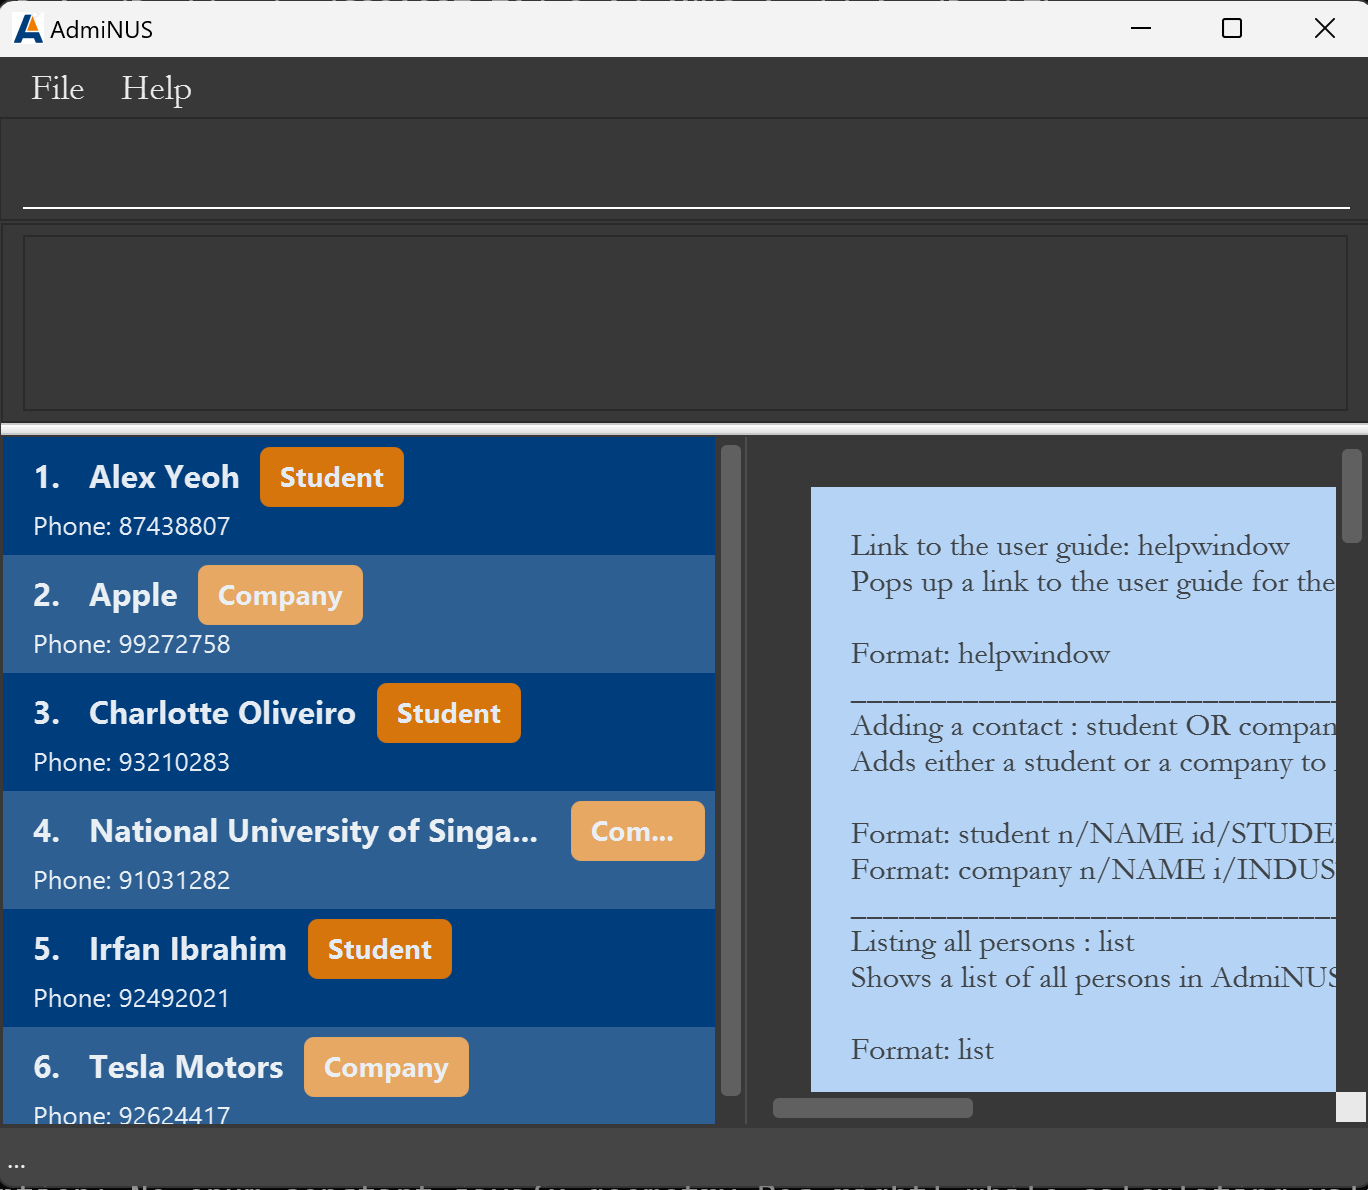 AdmiNUS
File Help
1. Alex Yeoh Student
Phone: 87438807
2. Apple Company
Phone: 99272758
3. Charlotte Oliveiro Student
Phone: 93210283
4. National University of Singa... Com...
Phone: 91031282
5. Irfan Ibrahim Student
Phone: 92492021
6. Tesla Motors Company
Phone: 92624417
Link to the user guide: helpwindow
Pops up a link to the user guide for the
Format: helpwindow
Adding a contact : student OR compan
Adds either a student or a company to
Format: student n/NAME id/STUDE
Format: company n/NAME i/INDUS
Listing all persons : list
Shows a list of all persons in AdmiNUS
Format: list
...